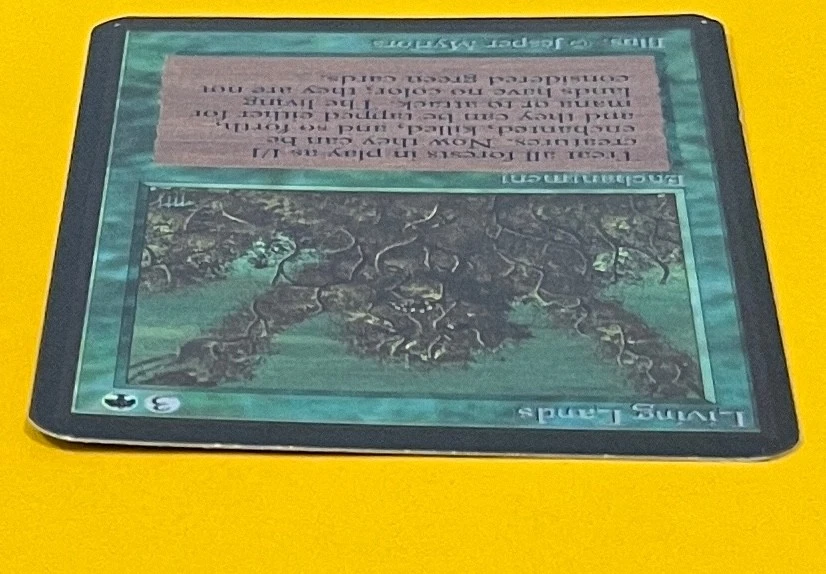 Living Lands
3
Enchantment
Treat all forests in play as 1/1
creatures. Now they can be
enchanted, killed, and so forth,
and they can be tapped either for
mana or to attack. The living
lands have no color; they are not
considered green cards.
Illus. © Jesper Myrfors